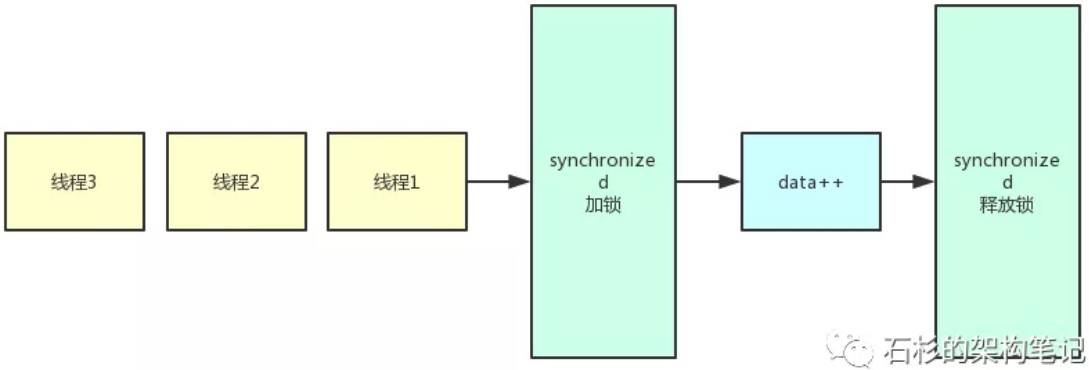 线程3
线程2
线程1
synchronize
d
加锁
data++
synchronize
d
释放锁
石杉的架构笔记